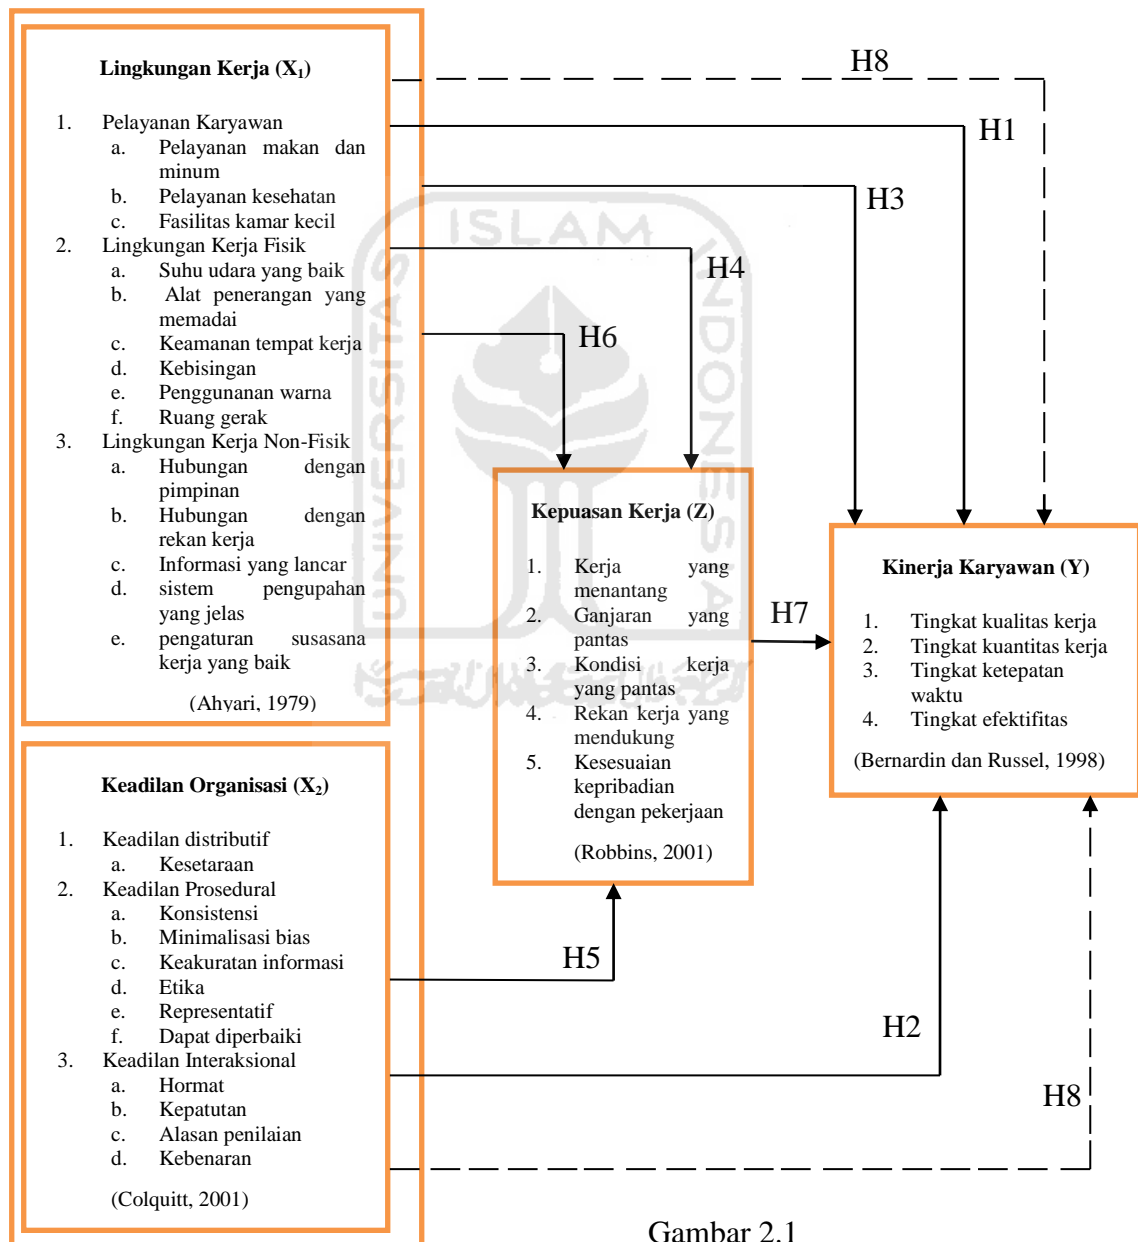 Lingkungan Kerja (X₁)
1. Pelayanan Karyawan
a. Pelayanan makan dan
minum
b. Pelayanan kesehatan
c. Fasilitas kamar kecil
2. Lingkungan Kerja Fisik
a. Suhu udara yang baik
b. Alat penerangan yang
memadai
c. Keamanan tempat kerja
d. Kebisingan
e. Penggunanan warna
f. Ruang gerak
3. Lingkungan Kerja Non-Fisik
a. Hubungan dengan
pimpinan
b. Hubungan dengan
rekan kerja
c. Informasi yang lancar
d. sistem pengupahan
yang jelas
e. pengaturan susasana
kerja yang baik
(Ahyari, 1979)
Keadilan Organisasi (X₂)
1. Keadilan distributif
a. Kesetaraan
2. Keadilan Prosedural
a. Konsistensi
b. Minimalisasi bias
c. Keakuratan informasi
d. Etika
e. Representatif
f. Dapat diperbaiki
3. Keadilan Interaksional
a. Hormat
b. Kepatutan
c. Alasan penilaian
d. Kebenaran
(Colquitt, 2001)
H8
H1
H3
H4
H6
Kepuasan Kerja (Z)
1. Kerja yang
menantang
2. Ganjaran yang
pantas
3. Kondisi kerja
yang pantas
4. Rekan kerja yang
mendukung
5. Kesesuaian
kepribadian
dengan pekerjaan
(Robbins, 2001)
H7
Kinerja Karyawan (Y)
1. Tingkat kualitas kerja
2. Tingkat kuantitas kerja
3. Tingkat ketepatan
waktu
4. Tingkat efektifitas
(Bernardin dan Russel, 1998)
H5
H2
H8
Gambar 2.1
UNIVERSITAS
ISLAM
INDONESIA